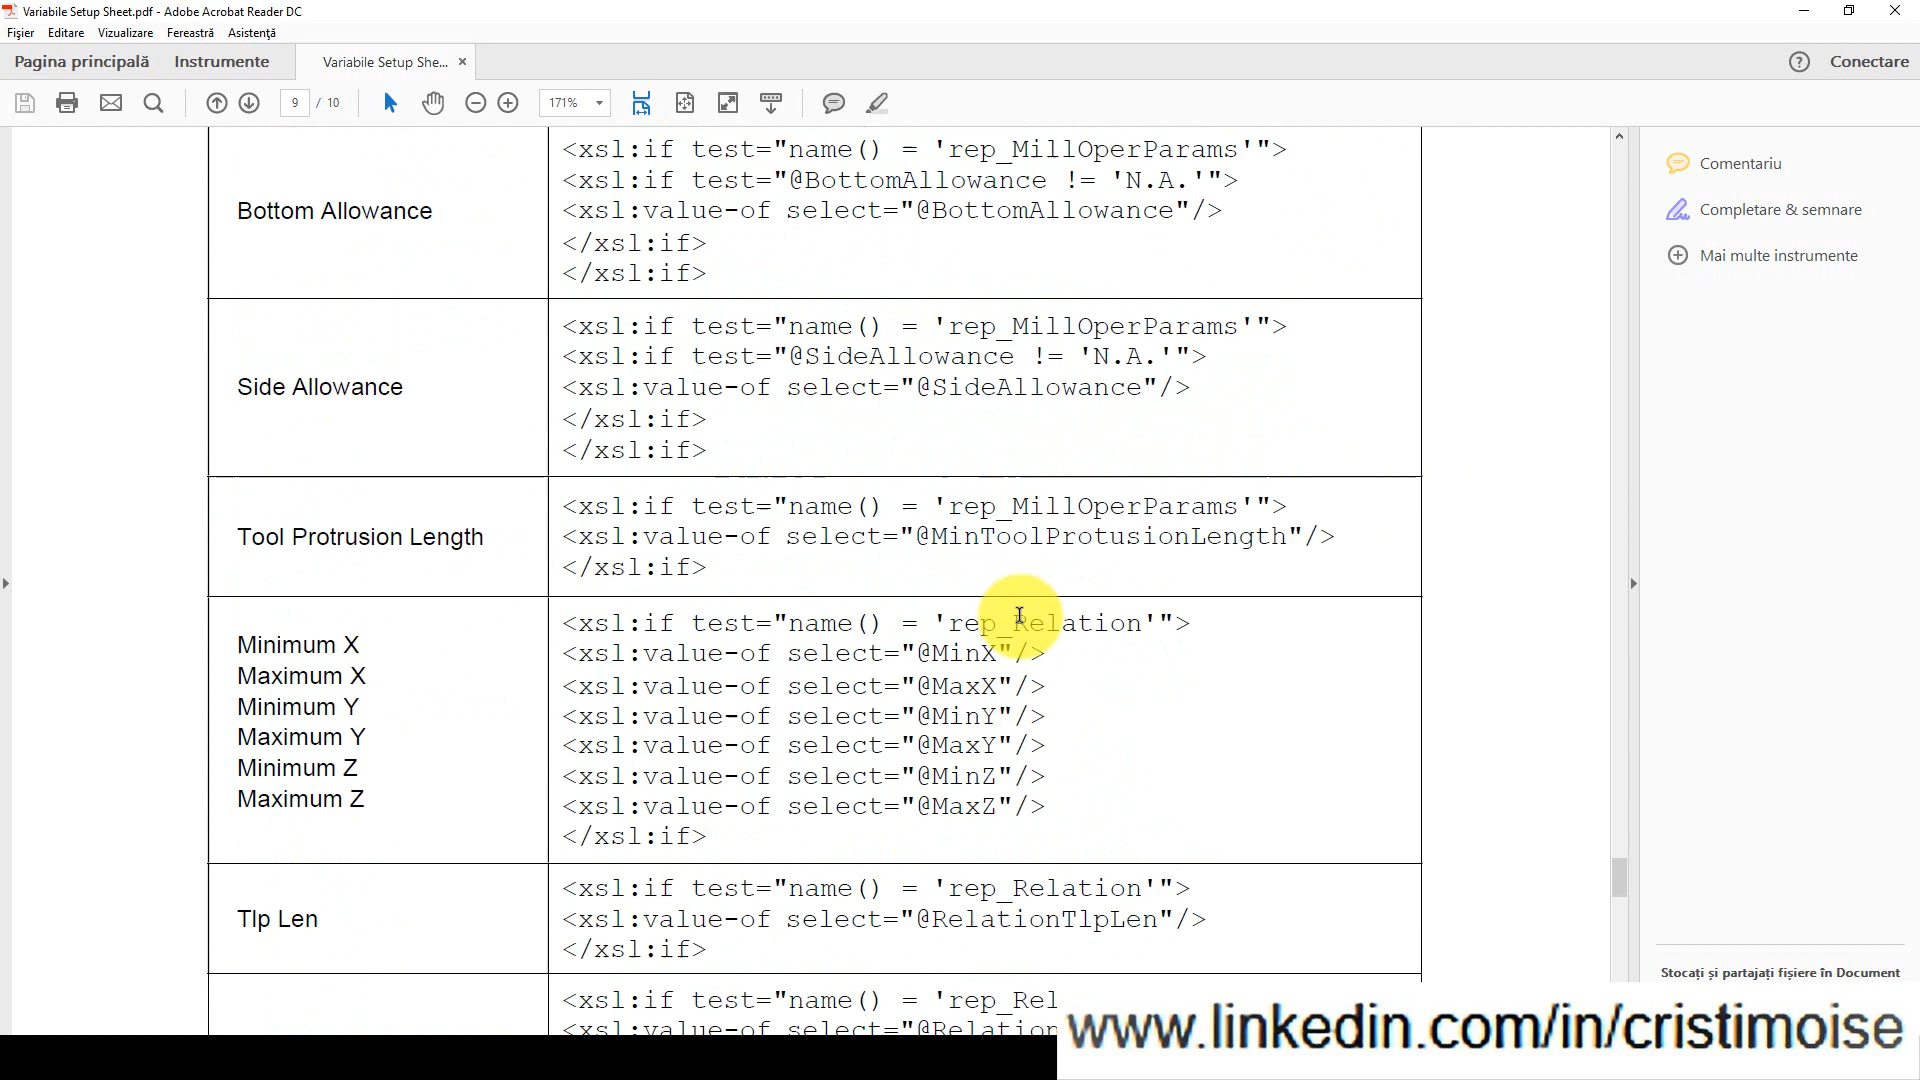 Variabile Setup Sheet.pdf - Adobe Acrobat Reader DC
Fișier Editare Vizualizare Fereastră Asistență
Pagina principală Instrumente Variabile Setup She... × ? Conectare
9 / 10 171%
Bottom Allowance
<xsl:if test="name() = 'rep_MillOperParams'">
<xsl:if test="@BottomAllowance != 'N.A.'">
<xsl:value-of select="@BottomAllowance"/>
</xsl:if>
</xsl:if>
Side Allowance
<xsl:if test="name() = 'rep_MillOperParams'">
<xsl:if test="@SideAllowance != 'N.A.'">
<xsl:value-of select="@SideAllowance"/>
</xsl:if>
</xsl:if>
Tool Protrusion Length
<xsl:if test="name() = 'rep_MillOperParams'">
<xsl:value-of select="@MinToolProtusionLength"/>
</xsl:if>
Minimum X
Maximum X
Minimum Y
Maximum Y
Minimum Z
Maximum Z
<xsl:if test="name() = 'rep_Relation'">
<xsl:value-of select="@MinX"/>
<xsl:value-of select="@MaxX"/>
<xsl:value-of select="@MinY"/>
<xsl:value-of select="@MaxY"/>
<xsl:value-of select="@MinZ"/>
<xsl:value-of select="@MaxZ"/>
</xsl:if>
Tlp Len
<xsl:if test="name() = 'rep_Relation'">
<xsl:value-of select="@RelationTlpLen"/>
</xsl:if>
<xsl:if test="name() = 'rep_Rel
<xsl:value-of select="@Relation
Comentariu
Completare & semnare
Mai multe instrumente
Stocați și partajați fișiere în Document
www.linkedin.com/in/cristimoise